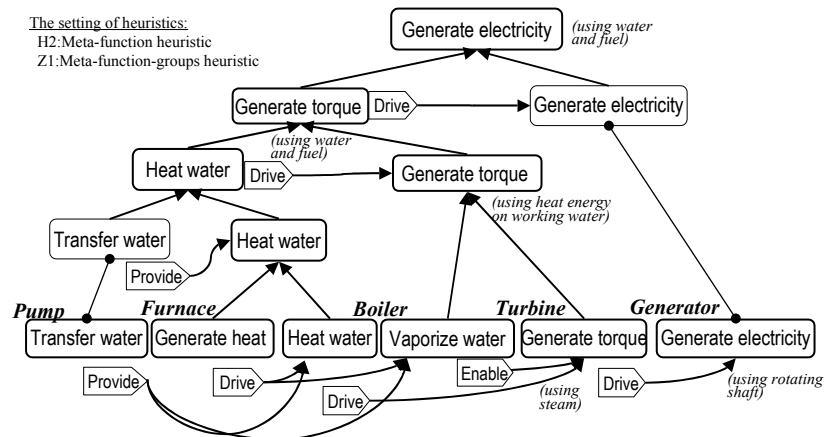 The setting of heuristics:
H2:Meta-function heuristic
Z1:Meta-function-groups heuristic
Generate electricity
(using water
and fuel)
Generate torque
Drive
Generate electricity
(using water
and fuel)
Heat water
Drive
Generate torque
(using heat energy
on working water)
Transfer water
Heat water
Provide
Pump
Furnace
Boiler
Turbine
Generator
Transfer water
Generate heat
Heat water
Vaporize water
Generate torque
Generate electricity
Provide
Drive
Drive
Enable
(using
steam)
Drive
(using rotating
shaft)